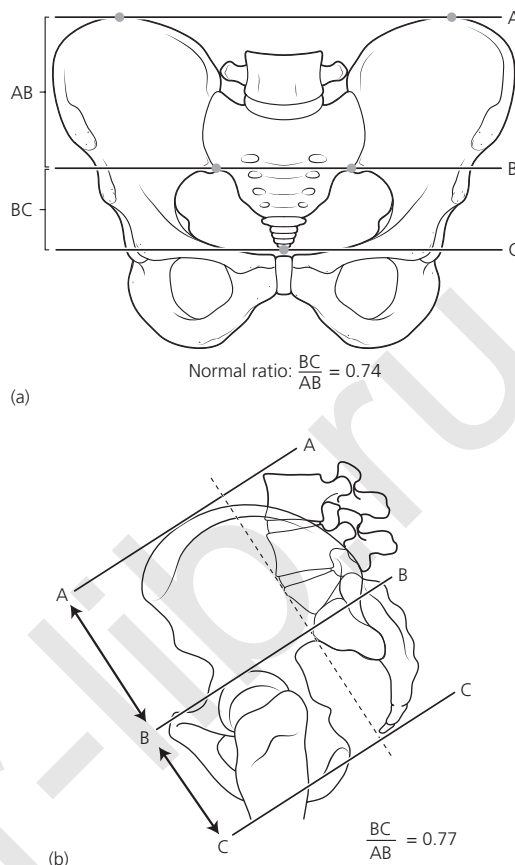 A
AB
B
BC
C
Normal ratio: BC/AB = 0.74
(a)
A
A
B
B
C
C
BC/AB = 0.77
(b)